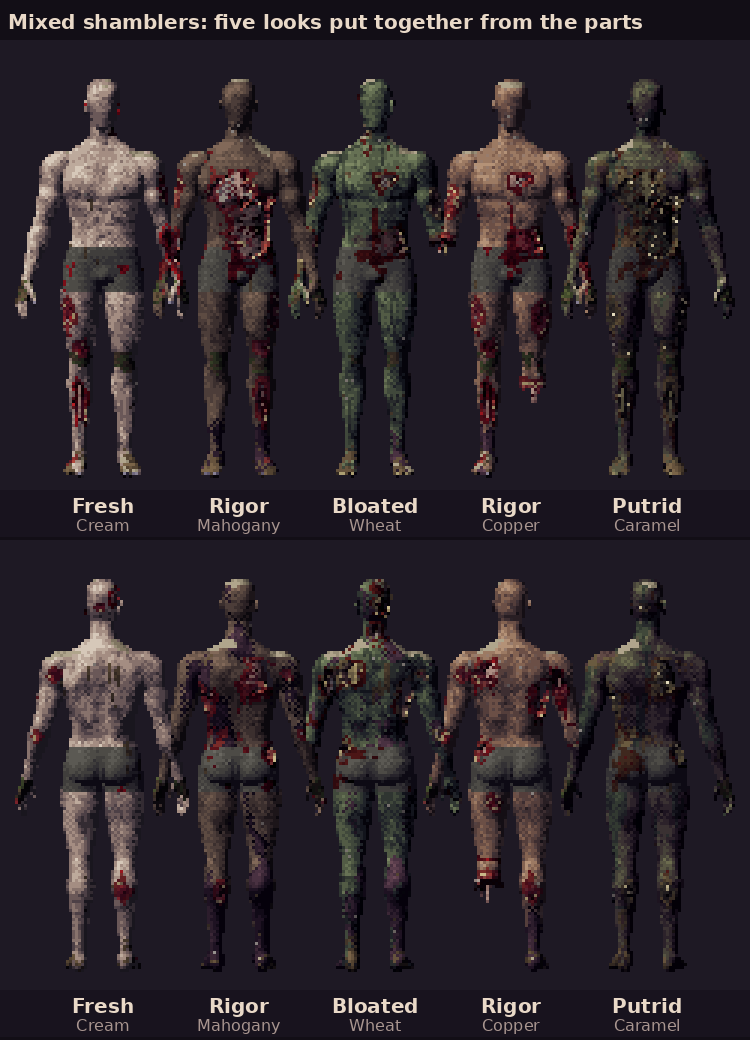 Mixed shamblers: five looks put together from the parts
Fresh Rigor Bloated Rigor Putrid
Cream Mahogany Wheat Copper Caramel
Fresh Rigor Bloated Rigor Putrid
Cream Mahogany Wheat Copper Caramel